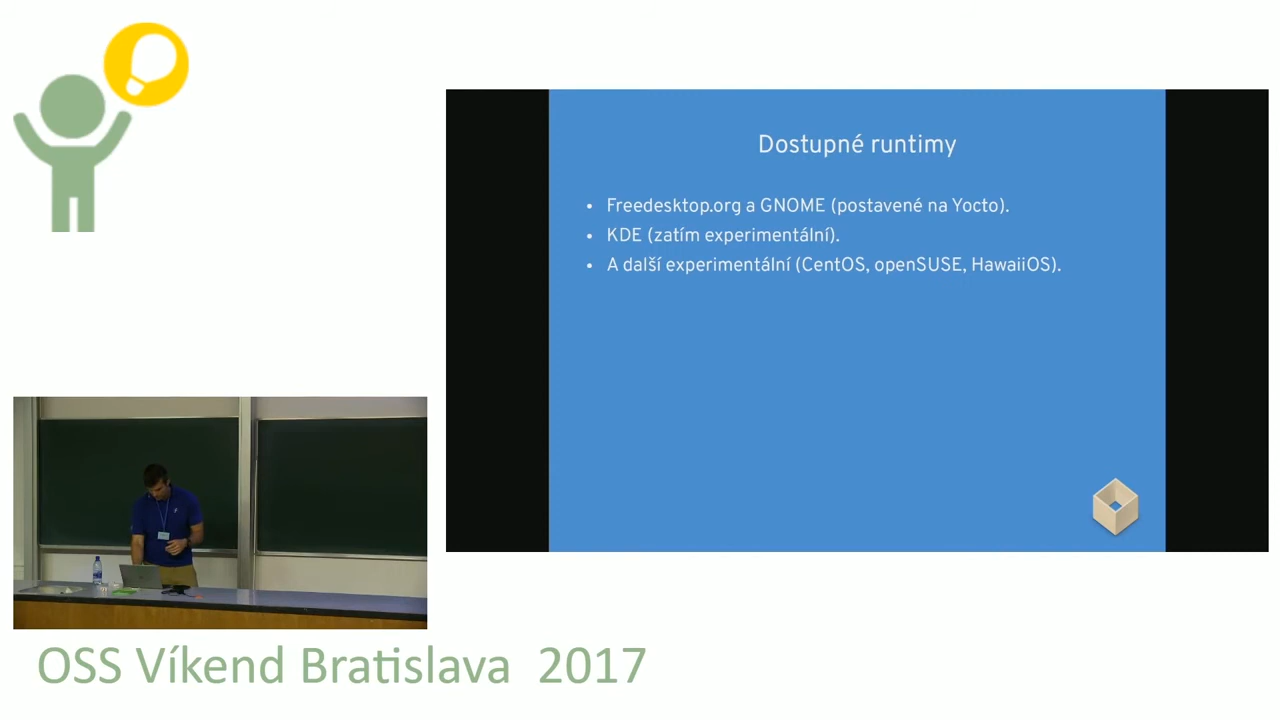 Dostupné runtimy
• Freedesktop.org a GNOME (postavené na Yocto).
• KDE (zatím experimentální).
• A další experimentální (CentOS, openSUSE, HawaiiOS).
OSS Víkend Bratislava 2017